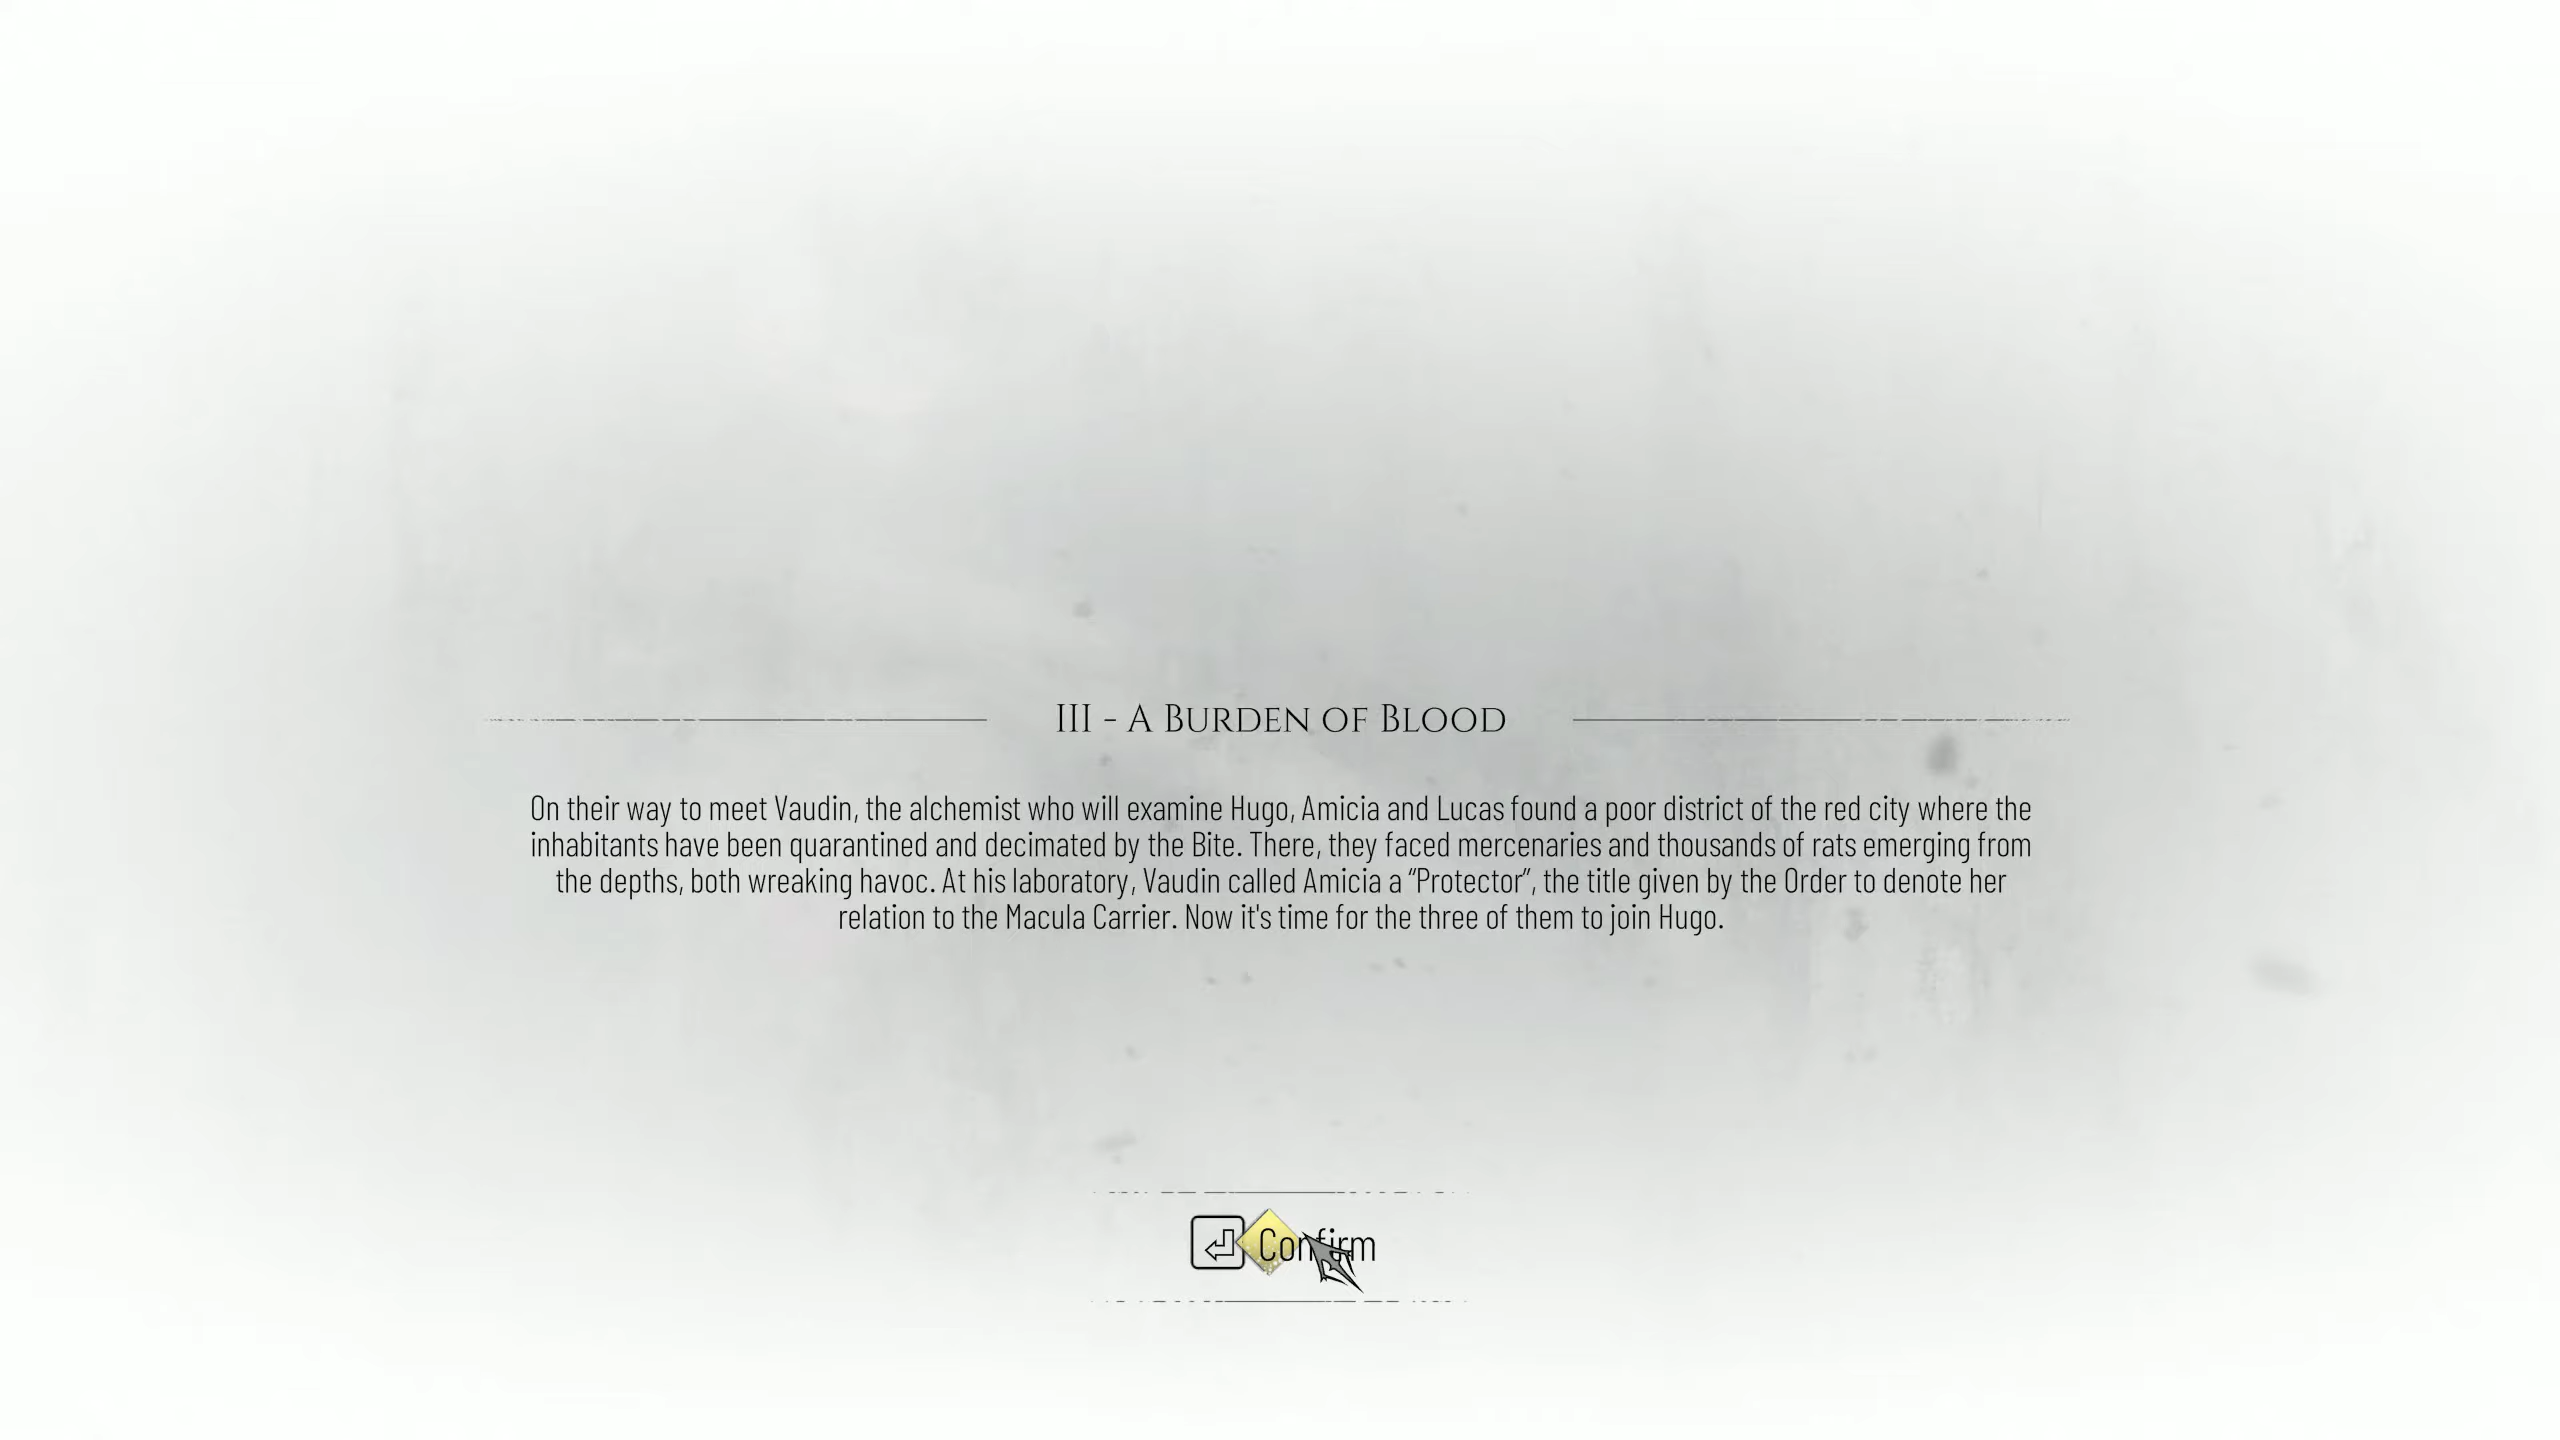 III - A Burden of Blood
On their way to meet Vaudin, the alchemist who will examine Hugo, Amicia and Lucas found a poor district of the red city where the
inhabitants have been quarantined and decimated by the Bite. There, they faced mercenaries and thousands of rats emerging from
the depths, both wreaking havoc. At his laboratory, Vaudin called Amicia a “Protector”, the title given by the Order to denote her
relation to the Macula Carrier. Now it's time for the three of them to join Hugo.
Confirm